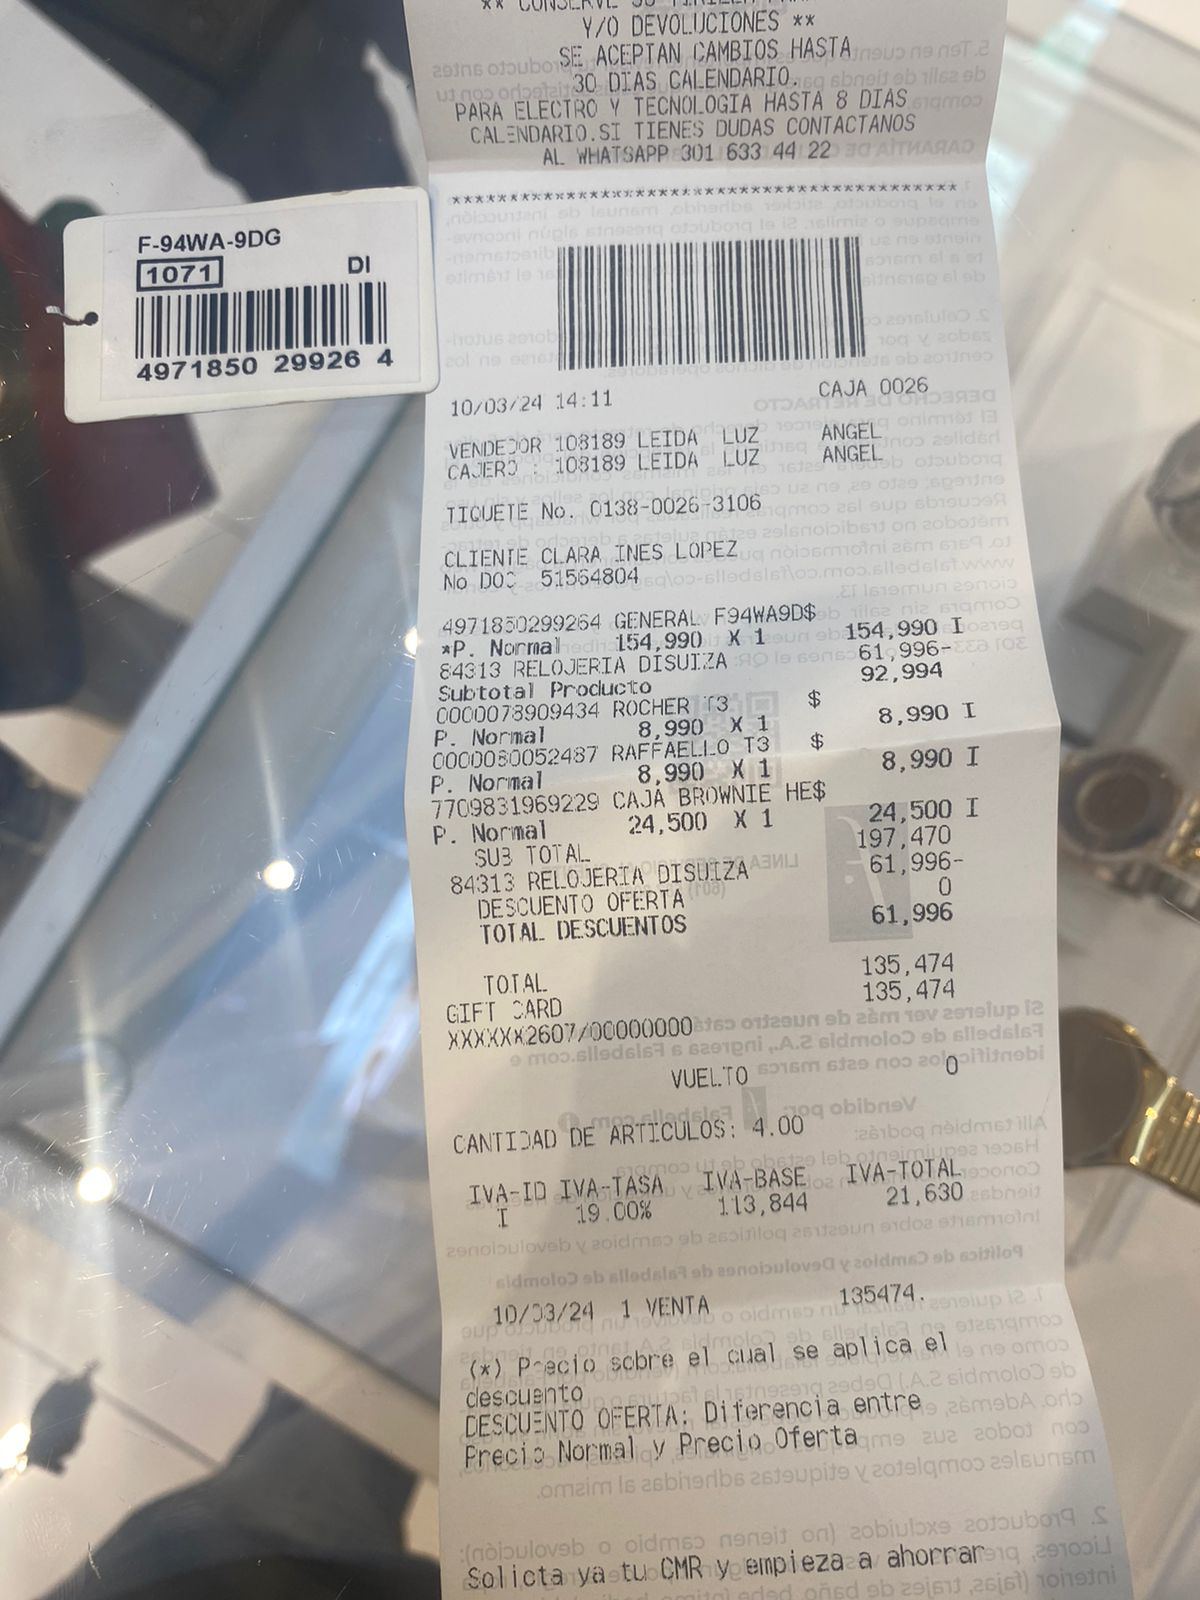 Y/O DEVOLUCIONES **
SE ACEPTAN CAMBIOS HASTA
30 DIAS CALENDARIO.
PARA ELECTRO Y TECNOLOGIA HASTA 8 DIAS
CALENDARIO.SI TIENES DUDAS CONTACTANOS
AL WHATSAPP 301 633 44 22
****************************************
F-94WA-9DG
1071 DI
4971850 29926 4
10/03/24 14:11 CAJA 0026
VENDEDOR 108189 LEIDA LUZ ANGEL
CAJERO : 108189 LEIDA LUZ ANGEL
TIQUETE No. 0138-0026-3106
CLIENTE CLARA INES LOPEZ
No DOC 51564804
4971850299264 GENERAL F94WA9D$
*P. Normal 154,990 X 1 154,990 I
84313 RELOJERIA DISUIZA 61,996-
Subtotal Producto 92,994
0000078909434 ROCHER T3 $
P. Normal 8,990 X 1 8,990 I
0000080052487 RAFFAELLO T3 $
P. Normal 8,990 X 1 8,990 I
7709831969229 CAJA BROWNIE HE$
P. Normal 24,500 X 1 24,500 I
SUB TOTAL 197,470
84313 RELOJERIA DISUIZA 61,996-
DESCUENTO OFERTA 0
TOTAL DESCUENTOS 61,996
TOTAL 135,474
GIFT CARD 135,474
XXXXXX2607/00000000
VUELTO 0
CANTIDAD DE ARTICULOS: 4.00
IVA-ID IVA-TASA IVA-BASE IVA-TOTAL
I 19.00% 113,844 21,630
10/03/24 1 VENTA 135474.
(*) Precio sobre el cual se aplica el
descuento
DESCUENTO OFERTA: Diferencia entre
Precio Normal y Precio Oferta
Solicta ya tu CMR y empieza a ahorrar